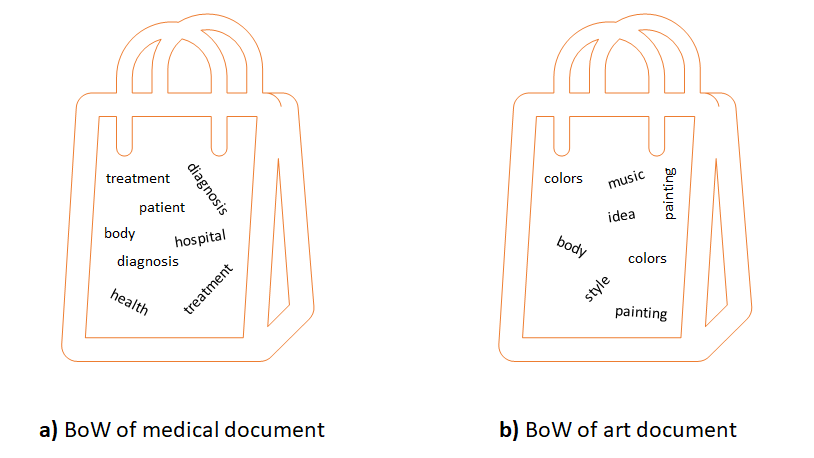 treatment
diagnosis
patient
body
hospital
diagnosis
health
treatment
a) BoW of medical document
colors
music
painting
idea
body
colors
style
painting
b) BoW of art document